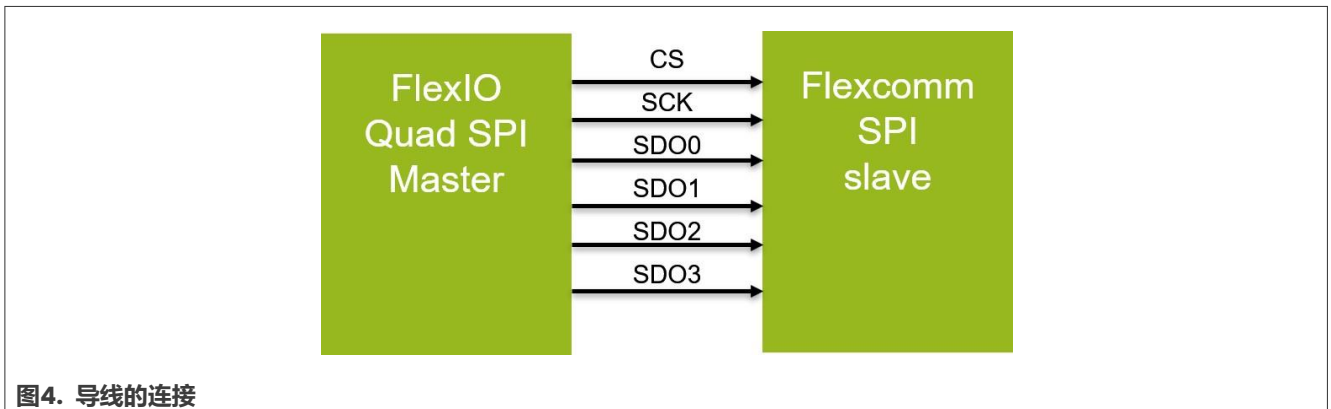 FlexIO
Quad SPI
Master
CS
SCK
SDO0
SDO1
SDO2
SDO3
Flexcomm
SPI
slave
图4. 导线的连接